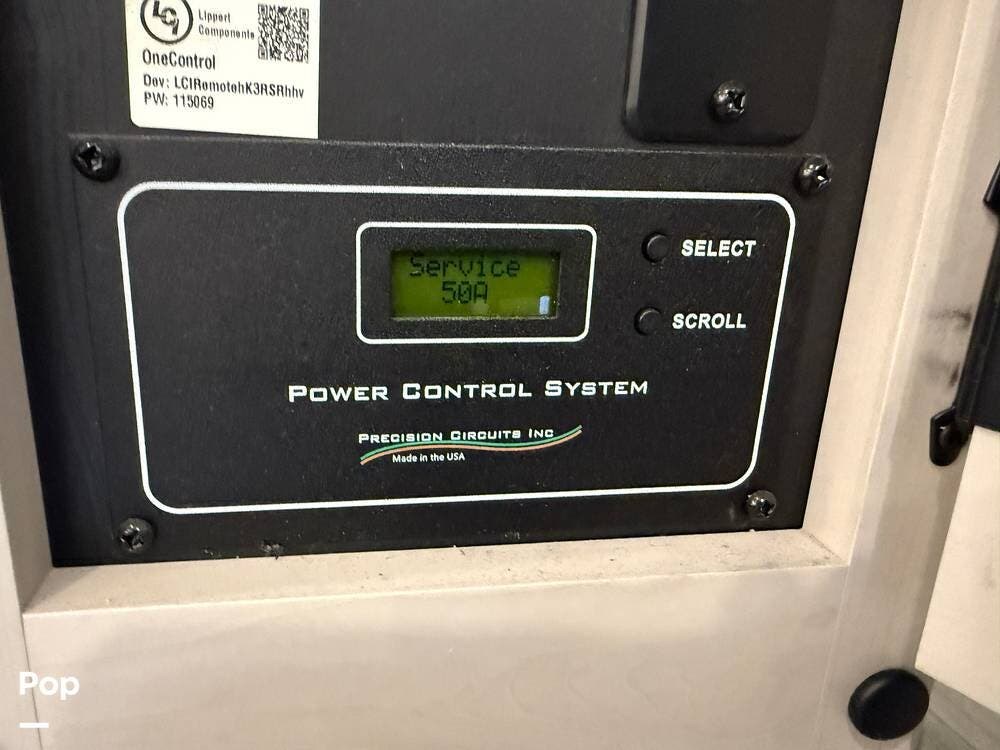 LCI
Lippert
Components
OneControl
Dev: LCIRemotehK3RSRhhv
PW: 115069
Service
50A
SELECT
SCROLL
POWER CONTROL SYSTEM
PRECISION CIRCUITS INC
Made in the USA
Pop